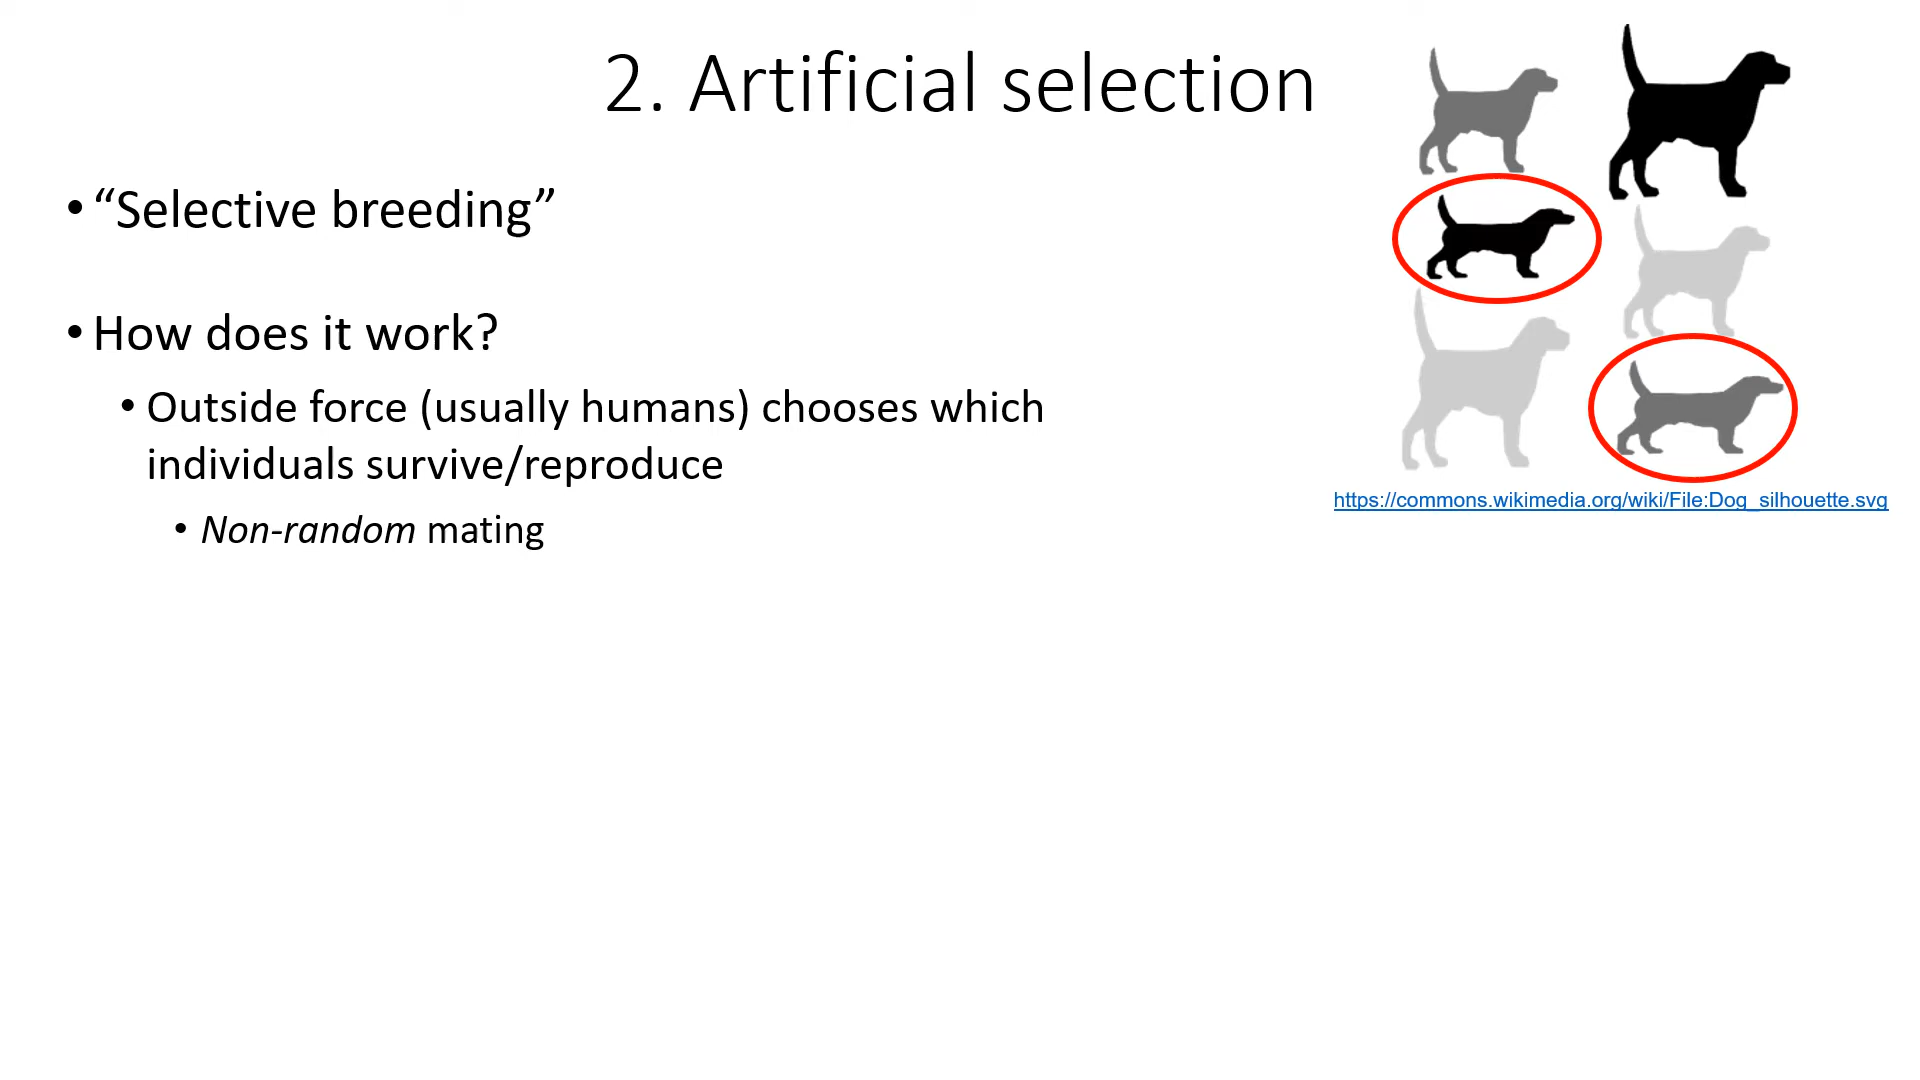 2. Artificial selection
• “Selective breeding”
• How does it work?
• Outside force (usually humans) chooses which
individuals survive/reproduce
• Non-random mating
https://commons.wikimedia.org/wiki/File:Dog_silhouette.svg